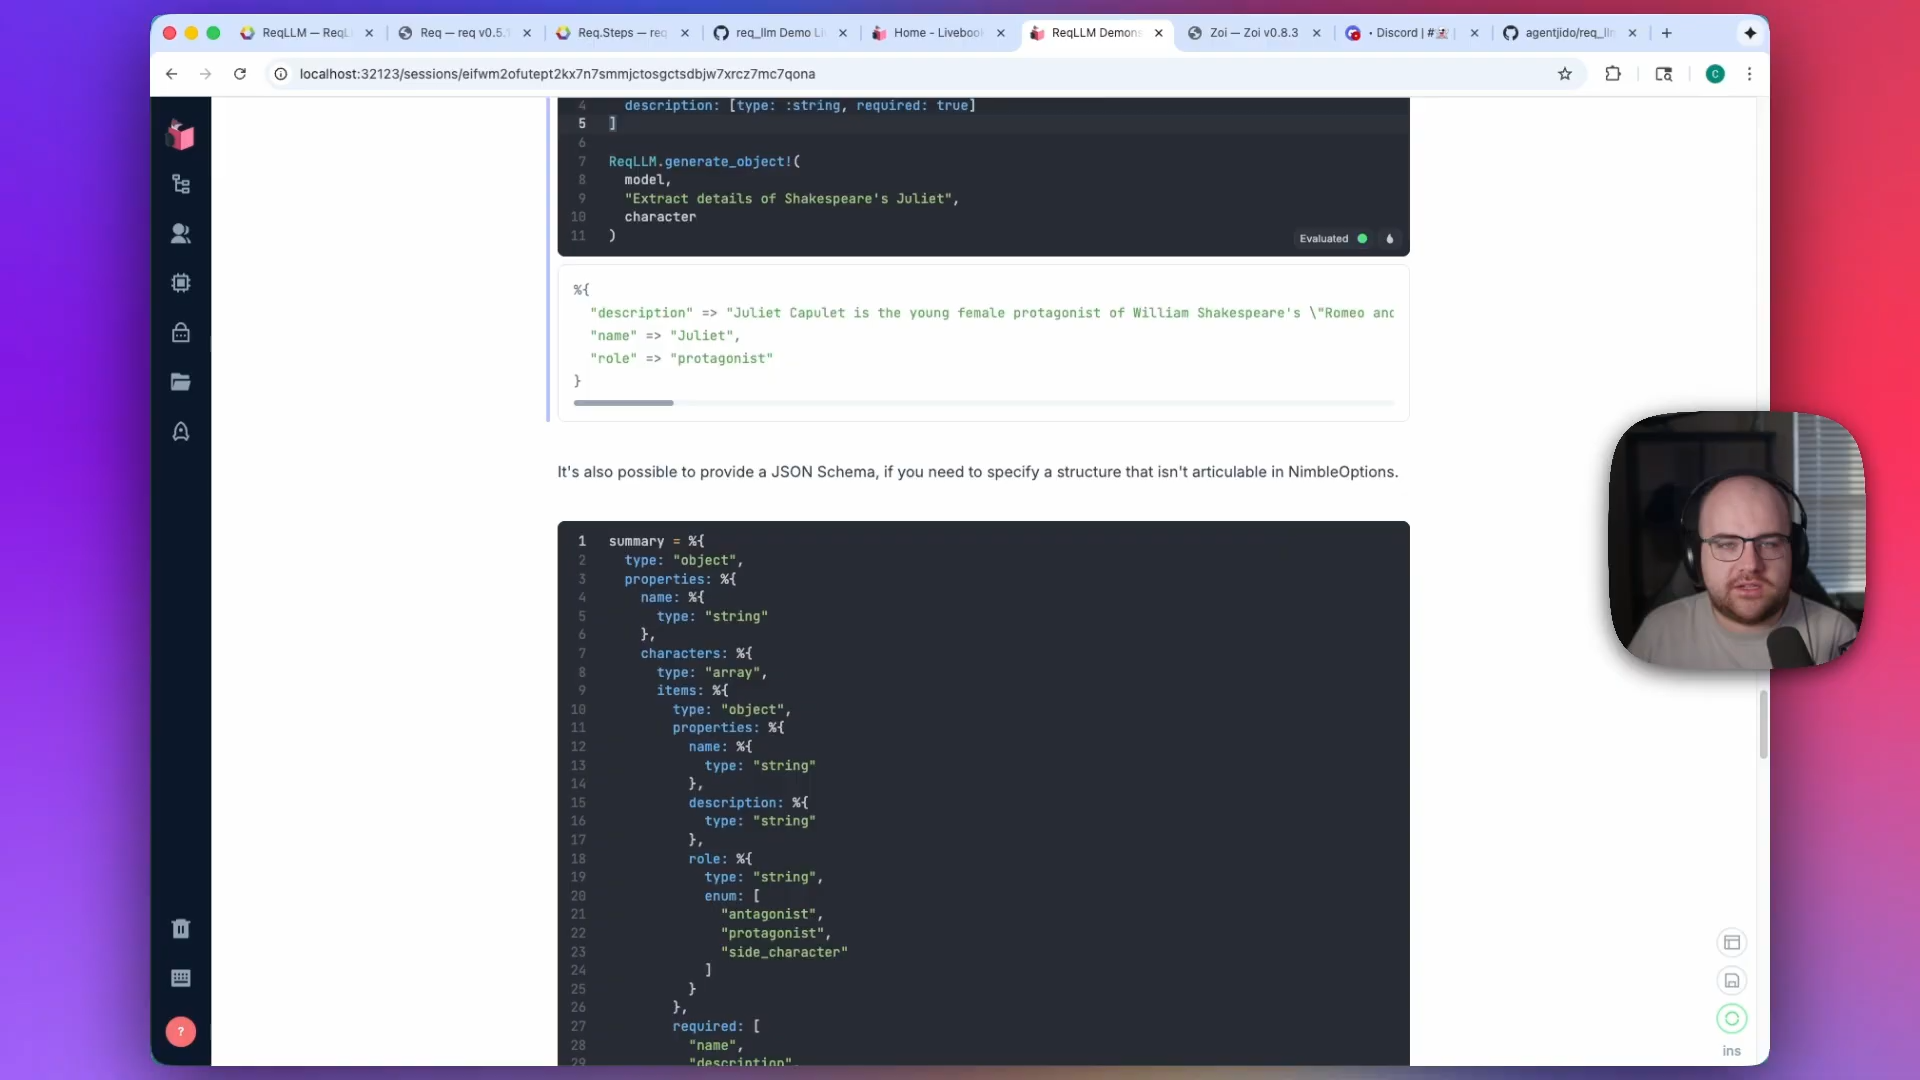 ReqLLM — ReqL
Req — req v0.5.
Req.Steps — req
req_llm Demo Li
Home - Livebook
ReqLLM Demons
Zoi — Zoi v0.8.3
· Discord | #
agentjido/req_ll
localhost:32123/sessions/eifwm2ofutept2kx7n7smmjctosgctsdbjw7xrcz7mc7qona
C
4 description: [type: :string, required: true]
5 ]
6
7 ReqLLM.generate_object!(
8 model,
9 "Extract details of Shakespeare's Juliet",
10 character
11 )
Evaluated
%{
"description" => "Juliet Capulet is the young female protagonist of William Shakespeare's \"Romeo and
"name" => "Juliet",
"role" => "protagonist"
}
It's also possible to provide a JSON Schema, if you need to specify a structure that isn't articulable in NimbleOptions.
1 summary = %{
2 type: "object",
3 properties: %{
4 name: %{
5 type: "string"
6 },
7 characters: %{
8 type: "array",
9 items: %{
10 type: "object",
11 properties: %{
12 name: %{
13 type: "string"
14 },
15 description: %{
16 type: "string"
17 },
18 role: %{
19 type: "string",
20 enum: [
21 "antagonist",
22 "protagonist",
23 "side_character"
24 ]
25 }
26 },
27 required: [
28 "name",
29 "description",
?
ins